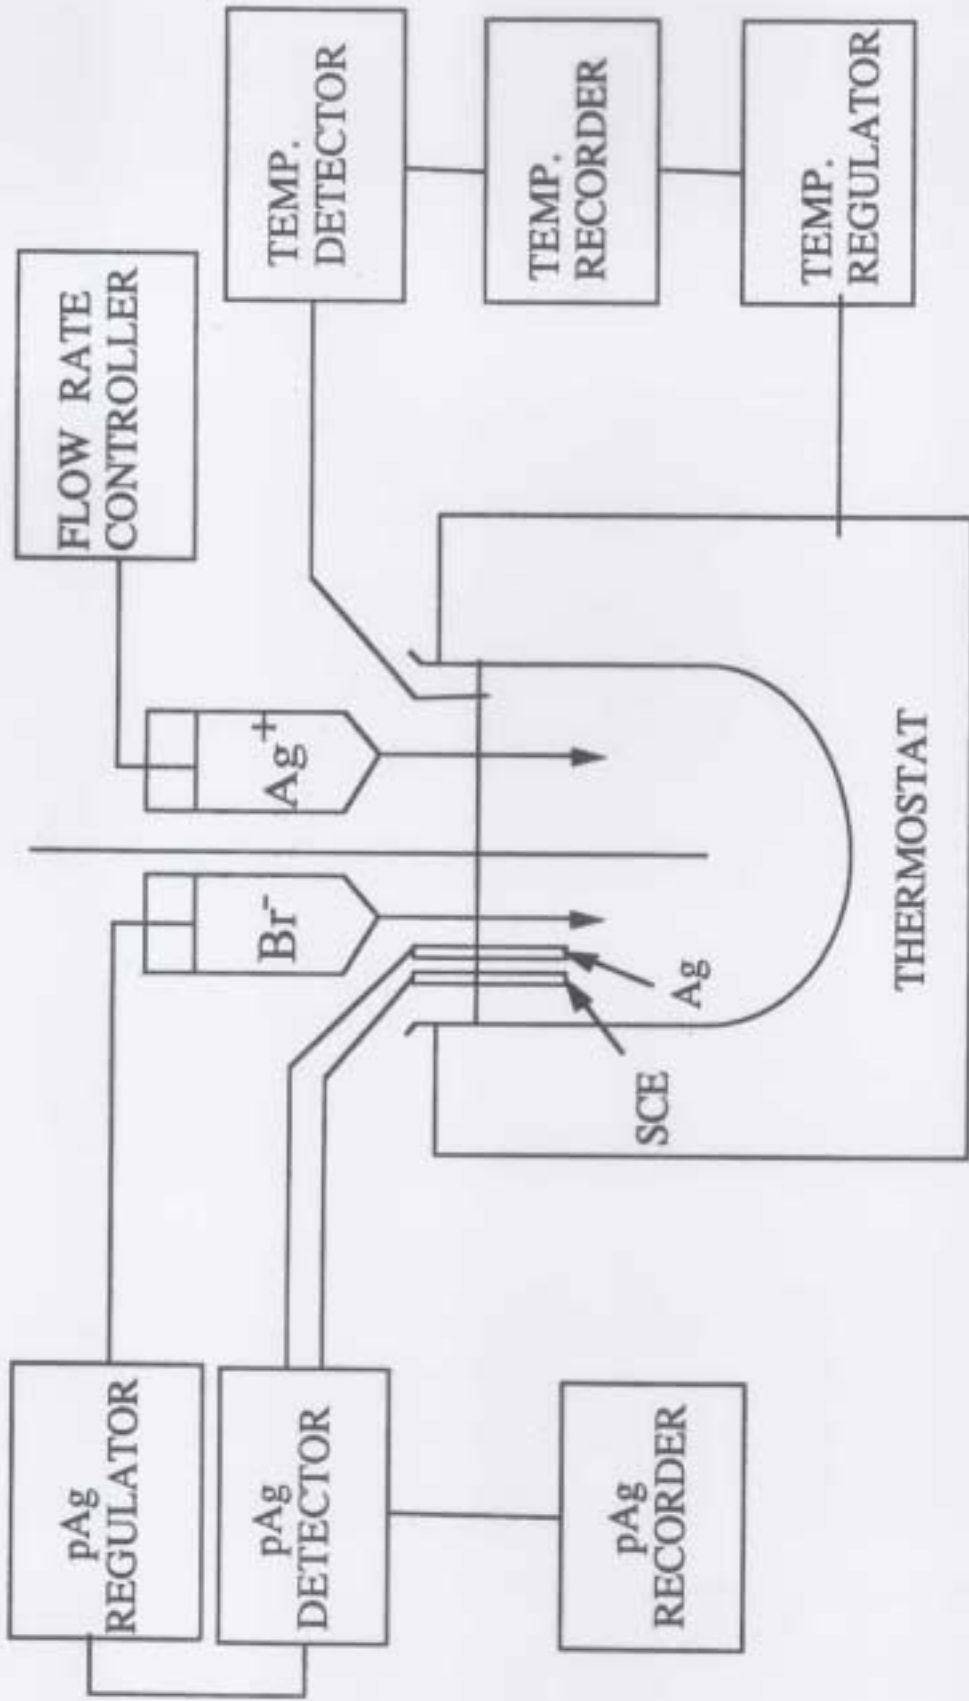 pAg
REGULATOR
pAg
DETECTOR
pAg
RECORDER
Br-
Ag+
FLOW RATE
CONTROLLER
TEMP.
DETECTOR
TEMP.
RECORDER
TEMP.
REGULATOR
SCE
Ag
THERMOSTAT